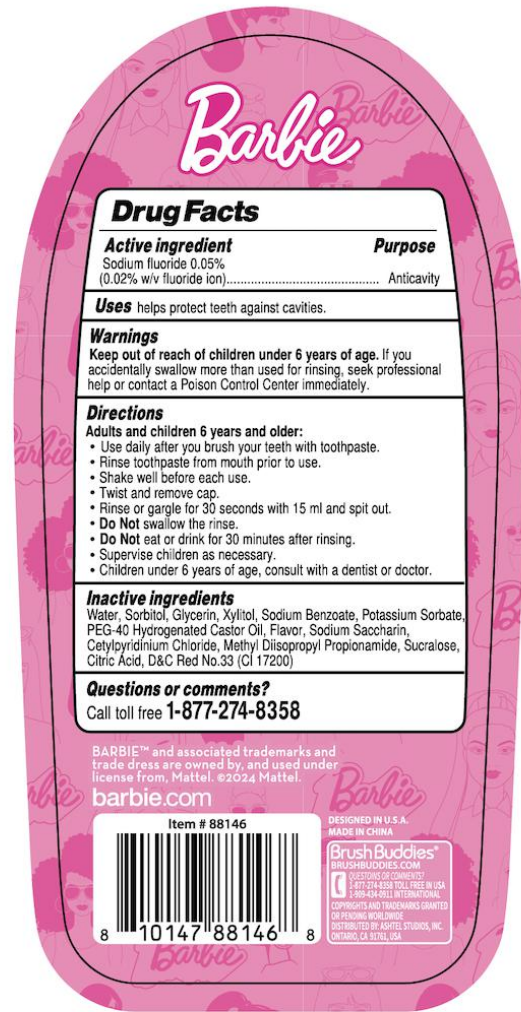 Barbie
Barbie
Drug Facts
Active ingredient Purpose
Sodium fluoride 0.05%
(0.02% w/v fluoride ion)................................................ Anticavity
Uses helps protect teeth against cavities.
Warnings
Keep out of reach of children under 6 years of age. If you
accidentally swallow more than used for rinsing, seek professional
help or contact a Poison Control Center immediately.
Directions
Adults and children 6 years and older:
• Use daily after you brush your teeth with toothpaste.
• Rinse toothpaste from mouth prior to use.
• Shake well before each use.
• Twist and remove cap.
• Rinse or gargle for 30 seconds with 15 ml and spit out.
• Do Not swallow the rinse.
• Do Not eat or drink for 30 minutes after rinsing.
• Supervise children as necessary.
• Children under 6 years of age, consult with a dentist or doctor.
Inactive ingredients
Water, Sorbitol, Glycerin, Xylitol, Sodium Benzoate, Potassium Sorbate,
PEG-40 Hydrogenated Castor Oil, Flavor, Sodium Saccharin,
Cetylpyridinium Chloride, Methyl Diisopropyl Propionamide, Sucralose,
Citric Acid, D&C Red No.33 (CI 17200)
Questions or comments?
Call toll free 1-877-274-8358
BARBIE™ and associated trademarks and
trade dress are owned by, and used under
license from, Mattel. ©2024 Mattel.
barbie.com
Barbie
Item # 88146
8 10147 88146 8
DESIGNED IN U.S.A.
MADE IN CHINA
Brush Buddies®
BRUSHBUDDIES.COM
QUESTOINS OR COMMENTS?
1-877-274-8358 TOLL FREE IN USA
1-909-434-0911 INTERNATIONAL
COPYRIGHTS AND TRADEMARKS GRANTED
OR PENDING WORLDWIDE
DISTRIBUTED BY: ASHTEL STUDIOS, INC.
ONTARIO, CA 91761, USA
Barbie